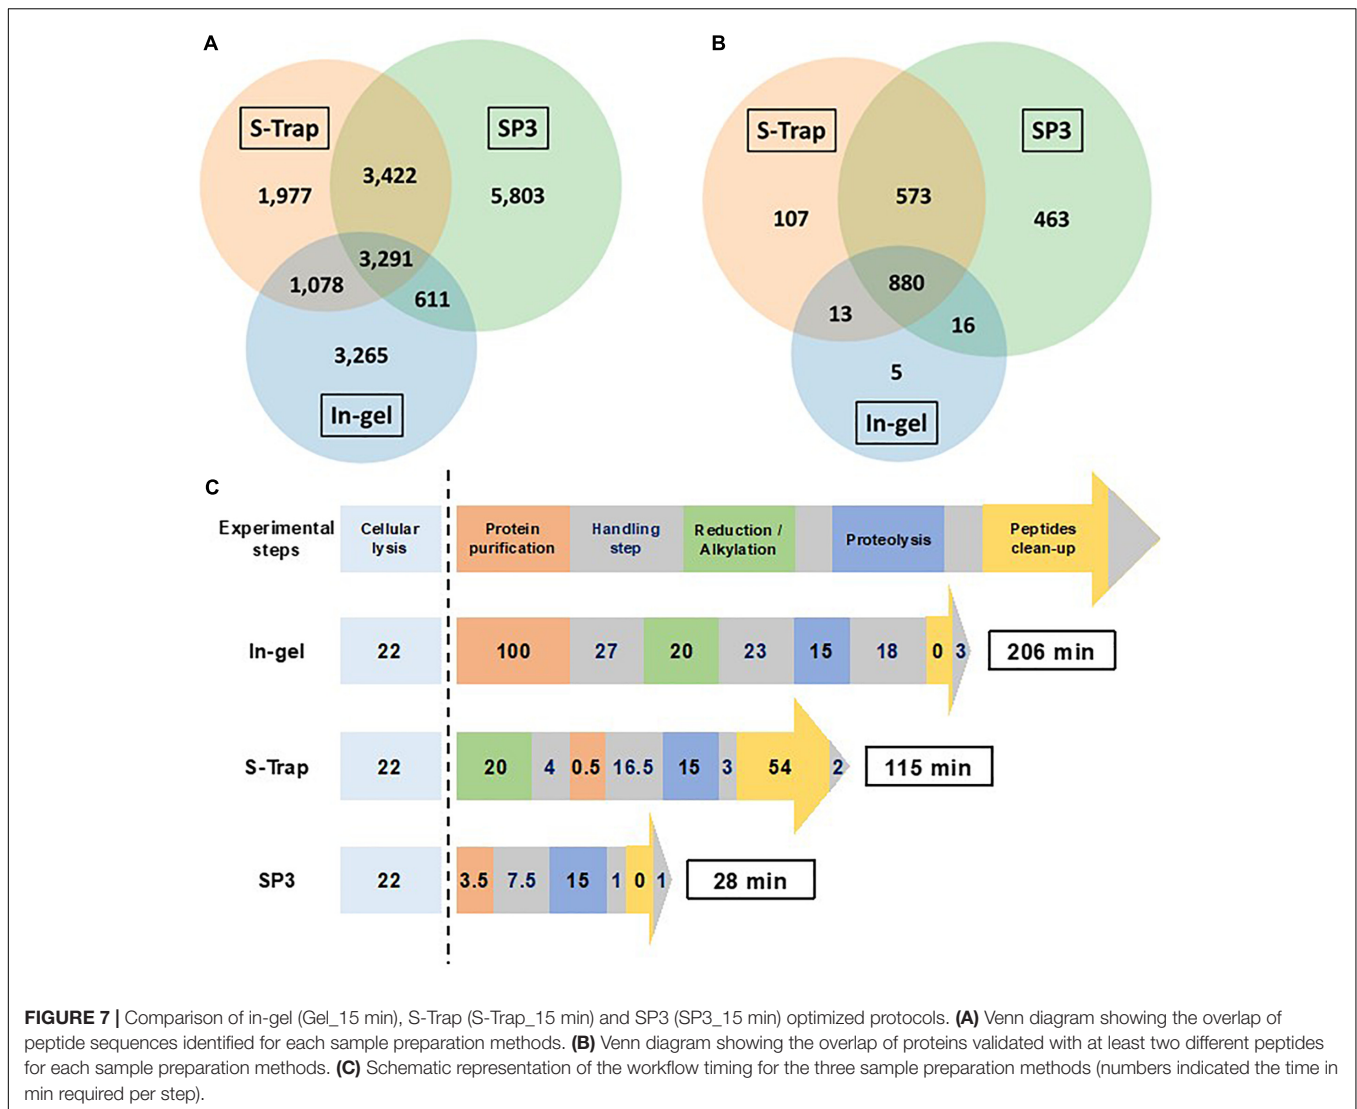 A
S-Trap
SP3
3,422
1,977
5,803
3,291
1,078
611
3,265
In-gel
B
S-Trap
SP3
573
107
463
880
13
16
5
In-gel
C
Experimental
steps
Cellular
lysis
Protein
purification
Handling
step
Reduction /
Alkylation
Proteolysis
Peptides
clean-up
In-gel 22 100 27 20 23 15 18 0 3 206 min
S-Trap 22 20 4 0.5 16.5 15 3 54 2 115 min
SP3 22 3.5 7.5 15 1 0 1 28 min
FIGURE 7 | Comparison of in-gel (Gel_15 min), S-Trap (S-Trap_15 min) and SP3 (SP3_15 min) optimized protocols. (A) Venn diagram showing the overlap of
peptide sequences identified for each sample preparation methods. (B) Venn diagram showing the overlap of proteins validated with at least two different peptides
for each sample preparation methods. (C) Schematic representation of the workflow timing for the three sample preparation methods (numbers indicated the time in
min required per step).